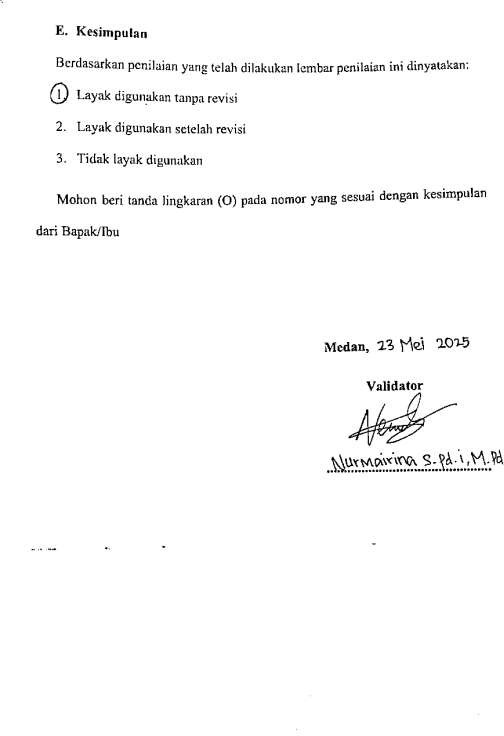 E. Kesimpulan
Berdasarkan penilaian yang telah dilakukan lembar penilaian ini dinyatakan:
1. Layak digunakan tanpa revisi
2. Layak digunakan setelah revisi
3. Tidak layak digunakan
Mohon beri tanda lingkaran (O) pada nomor yang sesuai dengan kesimpulan
dari Bapak/Ibu
Medan, 23 Mei 2025
Validator
Nurmairina S.Pd.i, M.Pd